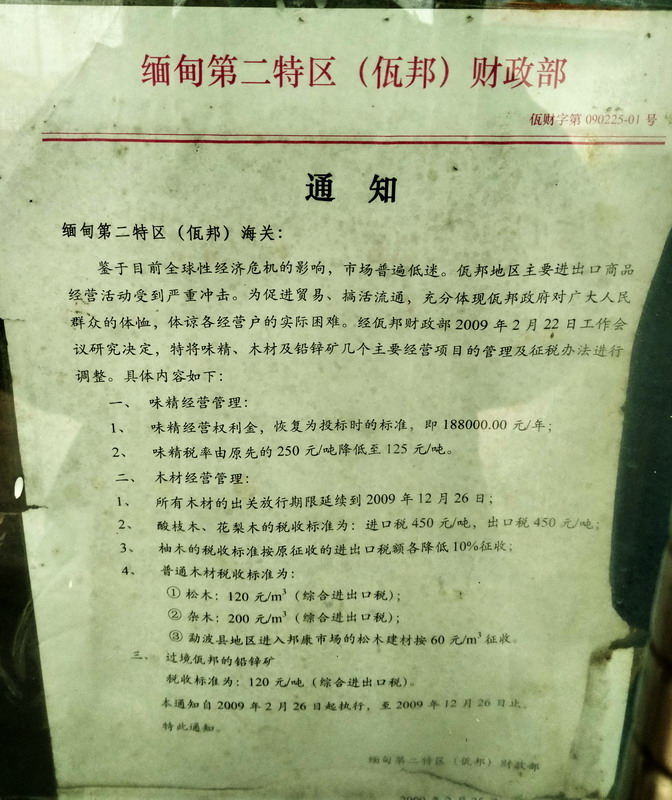 缅甸第二特区（佤邦）财政部
佤财字第 090225-01 号
通 知
缅甸第二特区（佤邦）海关：
鉴于目前全球性经济危机的影响，市场普遍低迷。佤邦地区主要进出口商品
经营活动受到严重冲击。为促进贸易、搞活流通，充分体现佤邦政府对广大人民
群众的体恤，体谅各经营户的实际困难。经佤邦财政部 2009 年 2 月 22 日工作会
议研究决定，特将味精、木材及铅锌矿几个主要经营项目的管理及征税办法进行
调整。具体内容如下：
一、 味精经营管理：
1、 味精经营权利金，恢复为投标时的标准，即 188000.00 元/年；
2、 味精税率由原先的 250 元/吨降低至 125 元/吨。
二、 木材经营管理：
1、 所有木材的出关放行期限延续到 2009 年 12 月 26 日；
2、 酸枝木、花梨木的税收标准为：进口税 450 元/吨，出口税 450 元/吨；
3、 柚木的税收标准按原征收的进出口税额各降低 10%征收；
4、 普通木材税收标准为：
① 松木：120 元/m³（综合进出口税）；
② 杂木：200 元/m³（综合进出口税）；
③ 勐波县地区进入邦康市场的松木建材按 60 元/m³ 征收。
三、 过境佤邦的铅锌矿
税收标准为：120 元/吨（综合进出口税）。
本通知自 2009 年 2 月 26 日起执行，至 2009 年 12 月 26 日止。
特此通知。
缅甸第二特区（佤邦）财政部